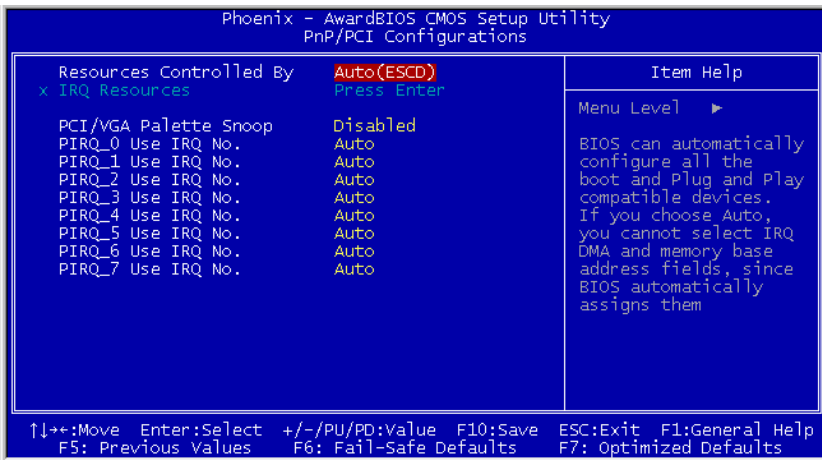 Phoenix - AwardBIOS CMOS Setup Utility
PnP/PCI Configurations
Resources Controlled By Auto(ESCD)
x IRQ Resources Press Enter
PCI/VGA Palette Snoop Disabled
PIRQ_0 Use IRQ No. Auto
PIRQ_1 Use IRQ No. Auto
PIRQ_2 Use IRQ No. Auto
PIRQ_3 Use IRQ No. Auto
PIRQ_4 Use IRQ No. Auto
PIRQ_5 Use IRQ No. Auto
PIRQ_6 Use IRQ No. Auto
PIRQ_7 Use IRQ No. Auto
Item Help
Menu Level ►
BIOS can automatically
configure all the
boot and Plug and Play
compatible devices.
If you choose Auto,
you cannot select IRQ
DMA and memory base
address fields, since
BIOS automatically
assigns them
↑↓→←:Move Enter:Select +/-/PU/PD:Value F10:Save ESC:Exit F1:General Help
F5: Previous Values F6: Fail-Safe Defaults F7: Optimized Defaults